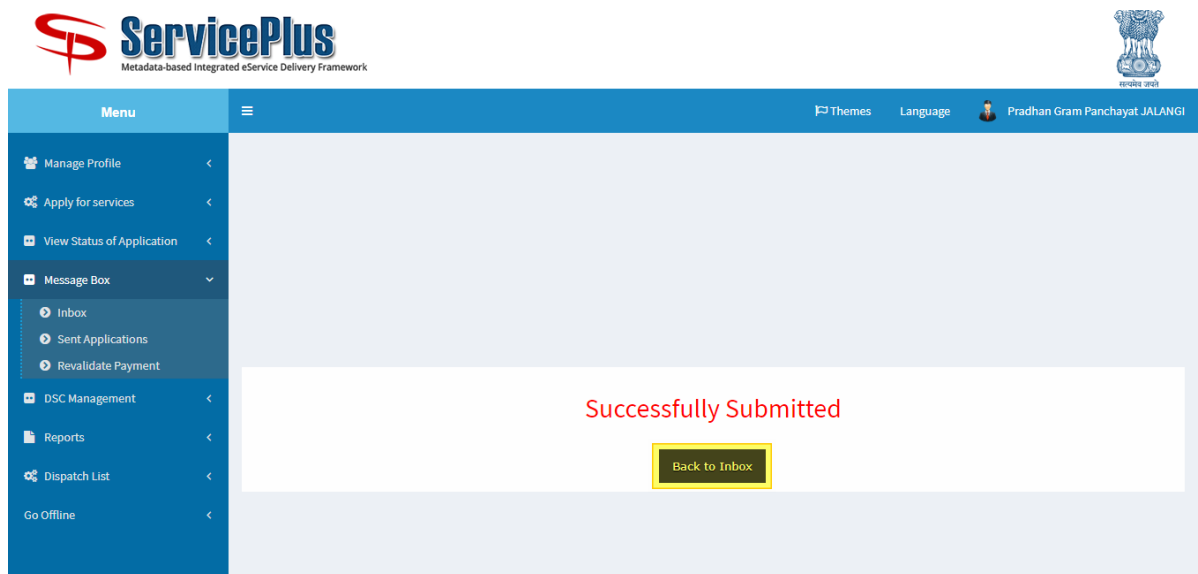 ServicePlus
Metadata-based Integrated eService Delivery Framework
सत्यमेव जयते
Menu
Themes Language Pradhan Gram Panchayat JALANGI
Manage Profile
Apply for services
View Status of Application
Message Box
Inbox
Sent Applications
Revalidate Payment
DSC Management
Reports
Dispatch List
Go Offline
Successfully Submitted
Back to Inbox